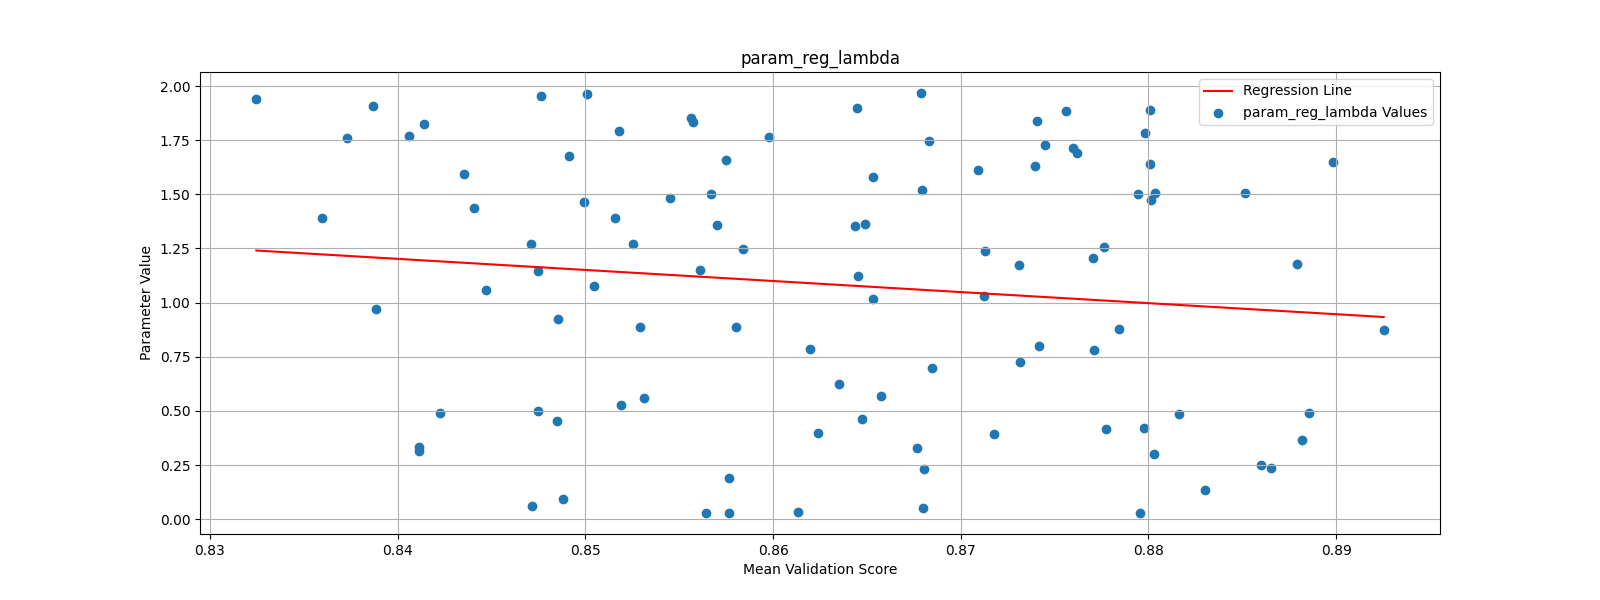 param_reg_lambda
Regression Line
param_reg_lambda Values
2.00
1.75
1.50
1.25
1.00
0.75
0.50
0.25
0.00
Parameter Value
0.83 0.84 0.85 0.86 0.87 0.88 0.89
Mean Validation Score